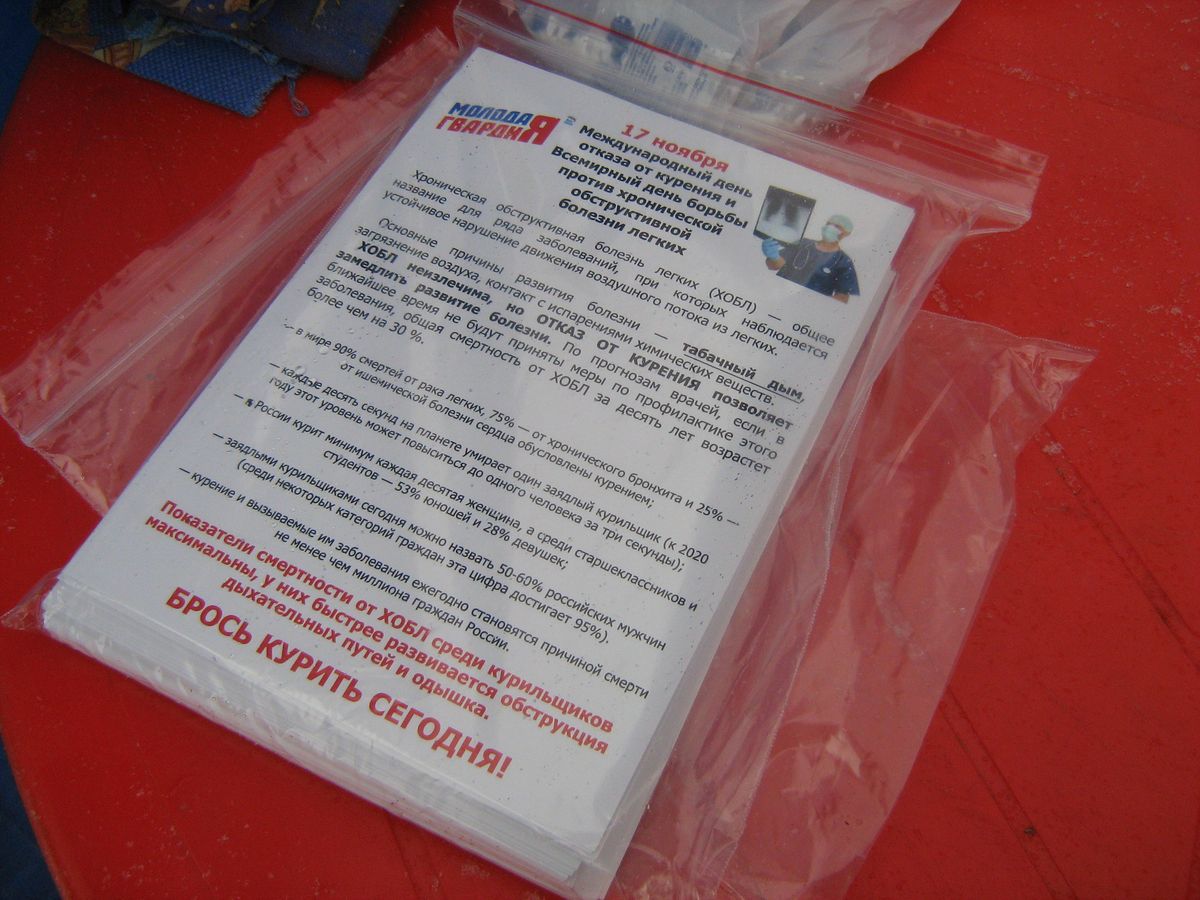 МОЛОДАЯ
ГВАРДИЯ
17 ноября
Международный день
отказа от курения и
Всемирный день борьбы
против хронической
обструктивной
болезни легких
Хроническая обструктивная болезнь легких (ХОБЛ) — общее
название для ряда заболеваний, при которых наблюдается
устойчивое нарушение движения воздушного потока из легких.
Основные причины развития болезни — табачный дым,
загрязнение воздуха, контакт с испарениями химических веществ.
ХОБЛ неизлечима, но ОТКАЗ ОТ КУРЕНИЯ позволяет
замедлить развитие болезни. По прогнозам врачей, если в
ближайшее время не будут приняты меры по профилактике этого
заболевания, общая смертность от ХОБЛ за десять лет возрастет
более чем на 30 %.
— в мире 90% смертей от рака легких, 75% — от хронического бронхита и 25% —
от ишемической болезни сердца обусловлены курением;
— каждые десять секунд на планете умирает один заядлый курильщик (к 2020
году этот уровень может повыситься до одного человека за три секунды);
— в России курит минимум каждая десятая женщина, а среди старшеклассников и
студентов — 53% юношей и 28% девушек;
— заядлыми курильщиками сегодня можно назвать 50-60% российских мужчин
(среди некоторых категорий граждан эта цифра достигает 95%).
— курение и вызываемые им заболевания ежегодно становятся причиной смерти
не менее чем миллиона граждан России.
Показатели смертности от ХОБЛ среди курильщиков
максимальны, у них быстрее развивается обструкция
дыхательных путей и одышка.
БРОСЬ КУРИТЬ СЕГОДНЯ!